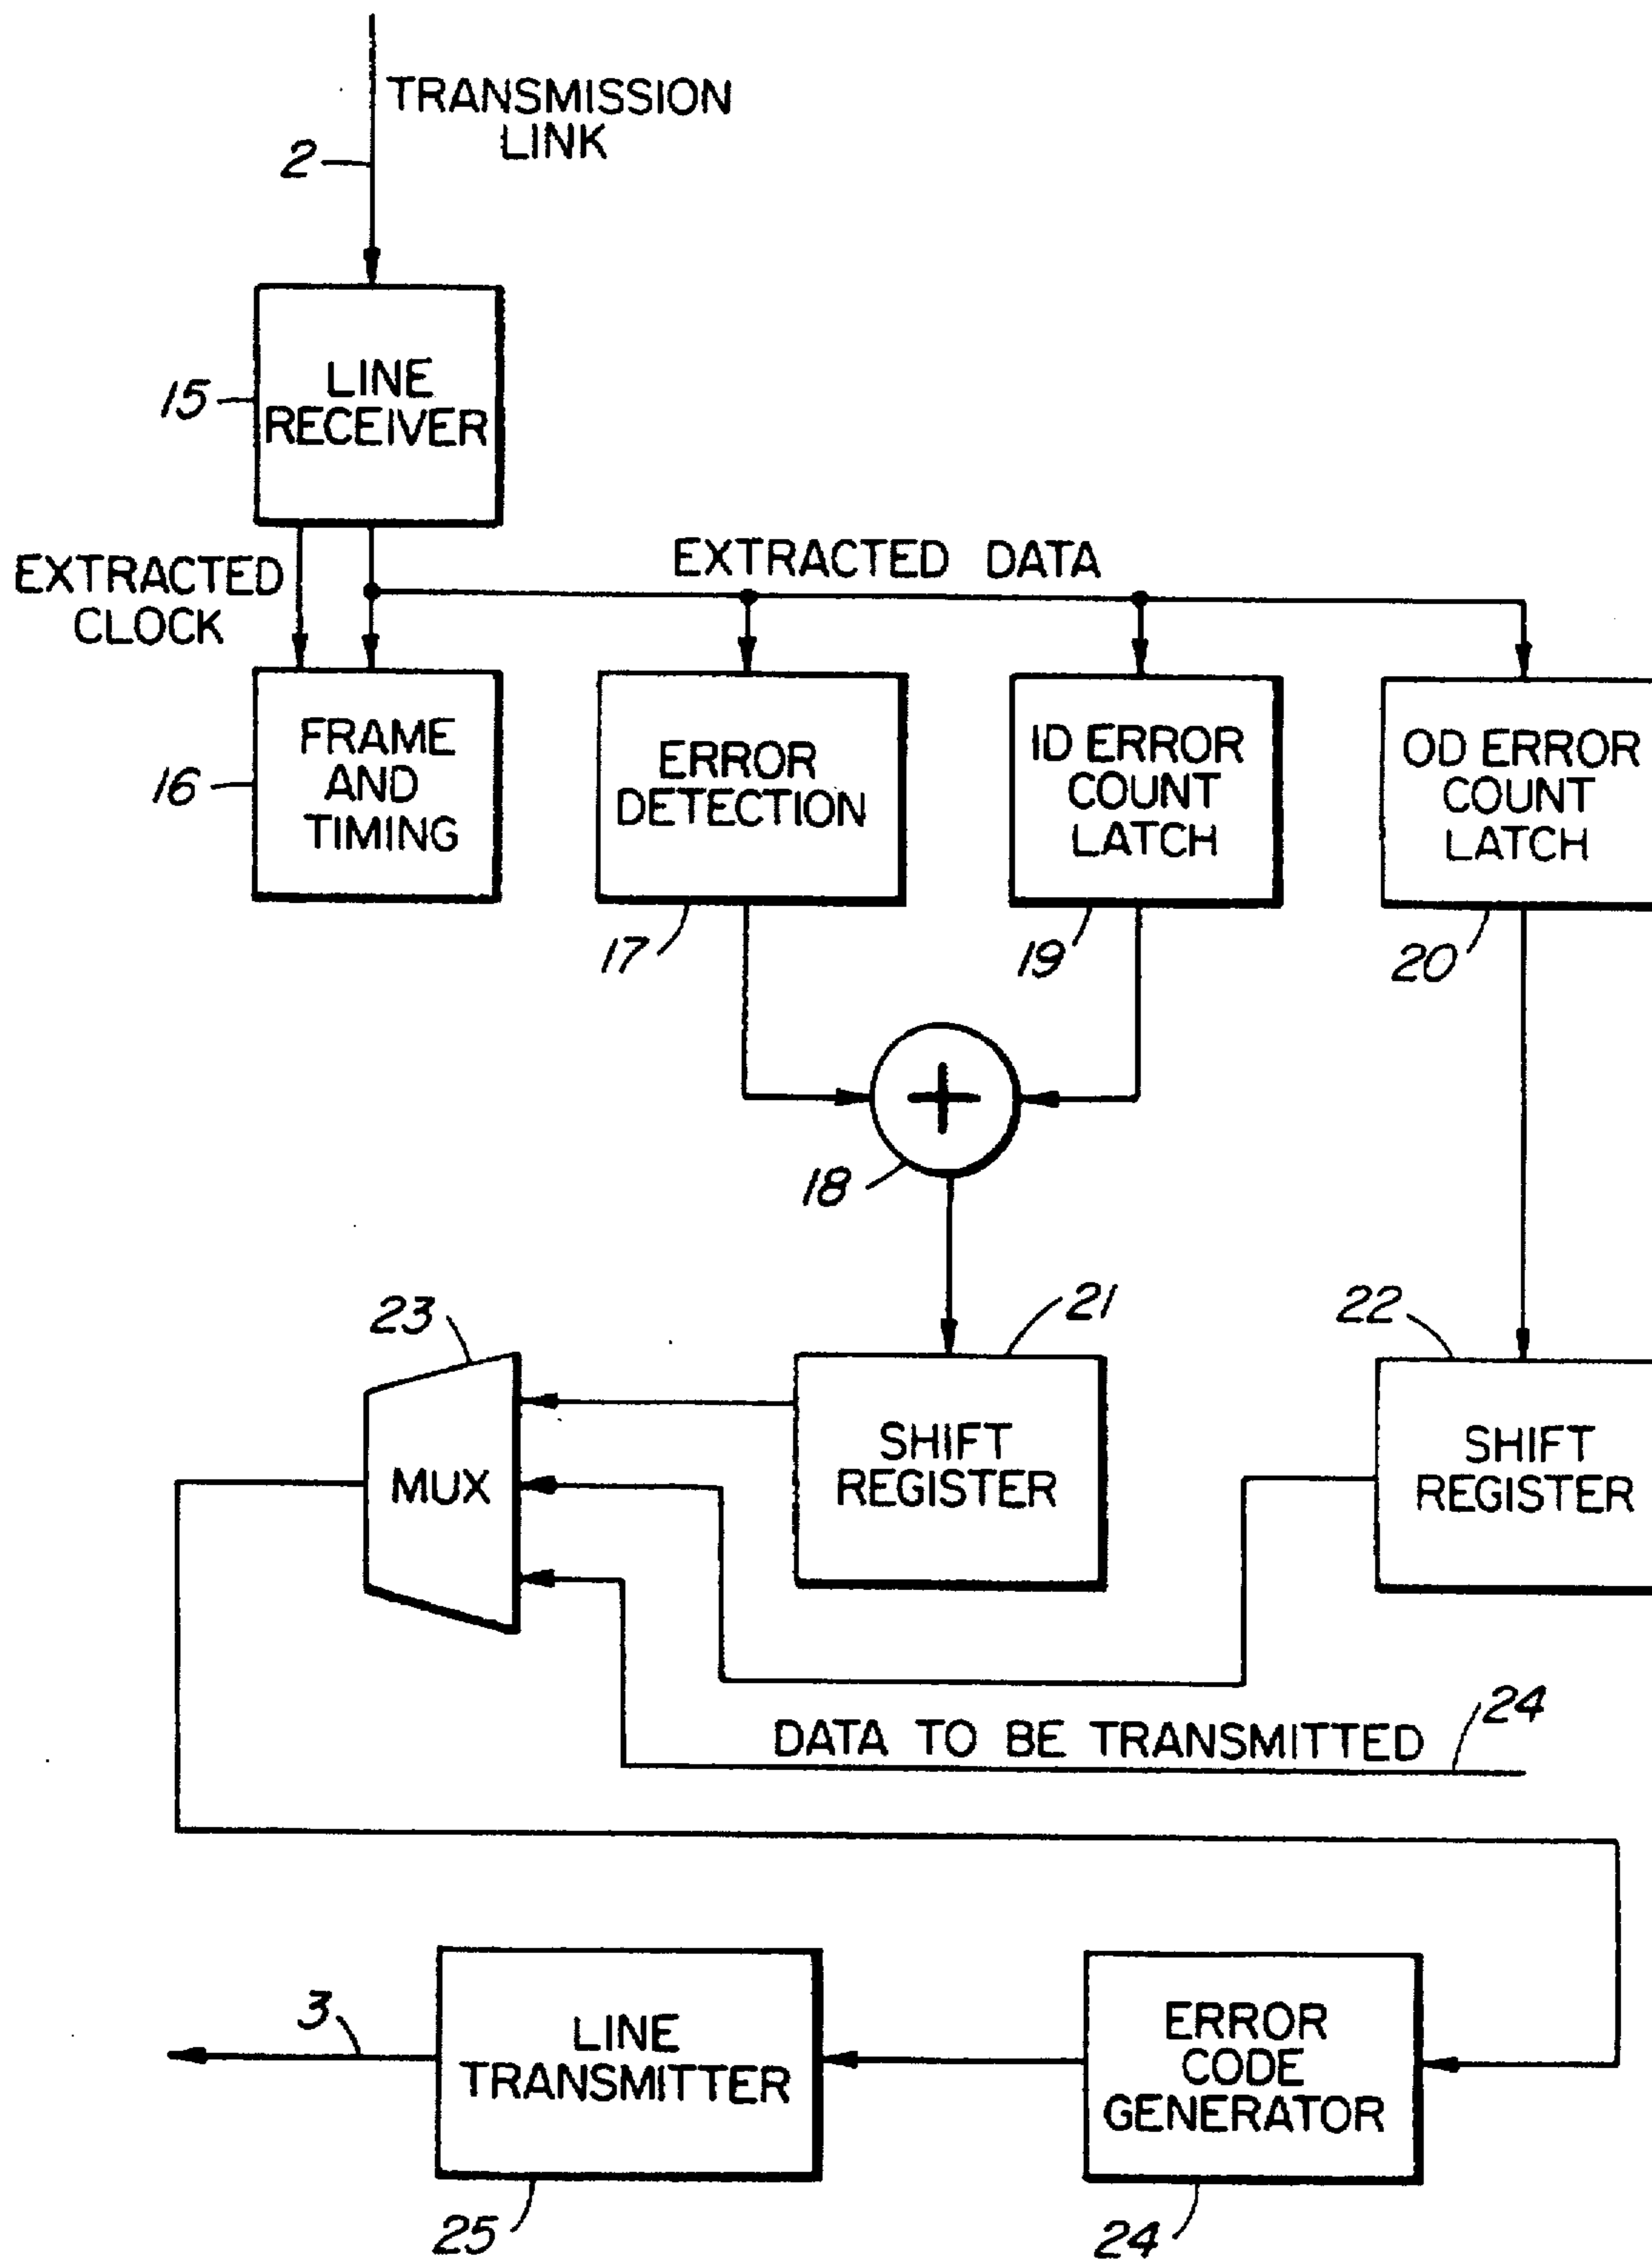 TRANSMISSION
LINK
2
15
LINE
RECEIVER
EXTRACTED
CLOCK
EXTRACTED DATA
16
FRAME
AND
TIMING
ERROR
DETECTION
17
ID ERROR
COUNT
LATCH
19
OD ERROR
COUNT
LATCH
20
+
18
23
MUX
21
SHIFT
REGISTER
22
SHIFT
REGISTER
DATA TO BE TRANSMITTED
24
3
LINE
TRANSMITTER
25
ERROR
CODE
GENERATOR
24